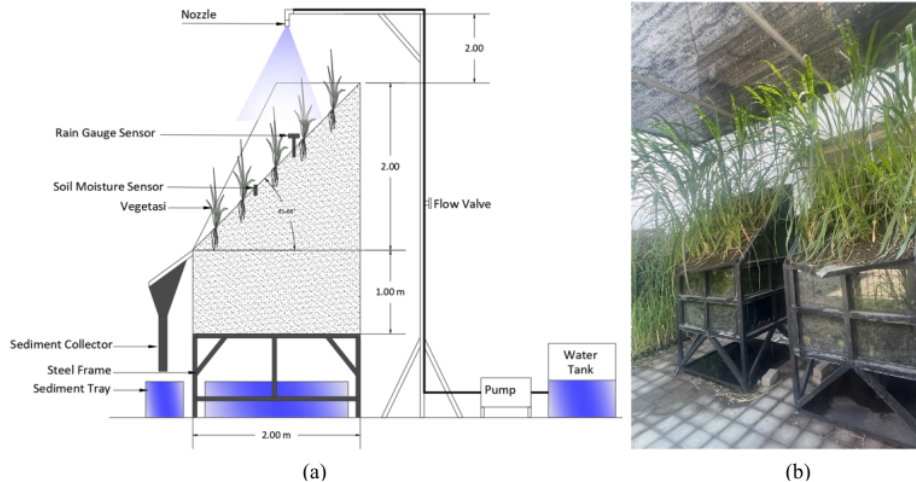 Nozzle
2.00
Rain Gauge Sensor
2.00
Soil Moisture Sensor
Vegetasi
Flow Valve
1.00 m
Sediment Collector
Steel Frame
Sediment Tray
Pump
Water
Tank
2.00 m
(a)
(b)